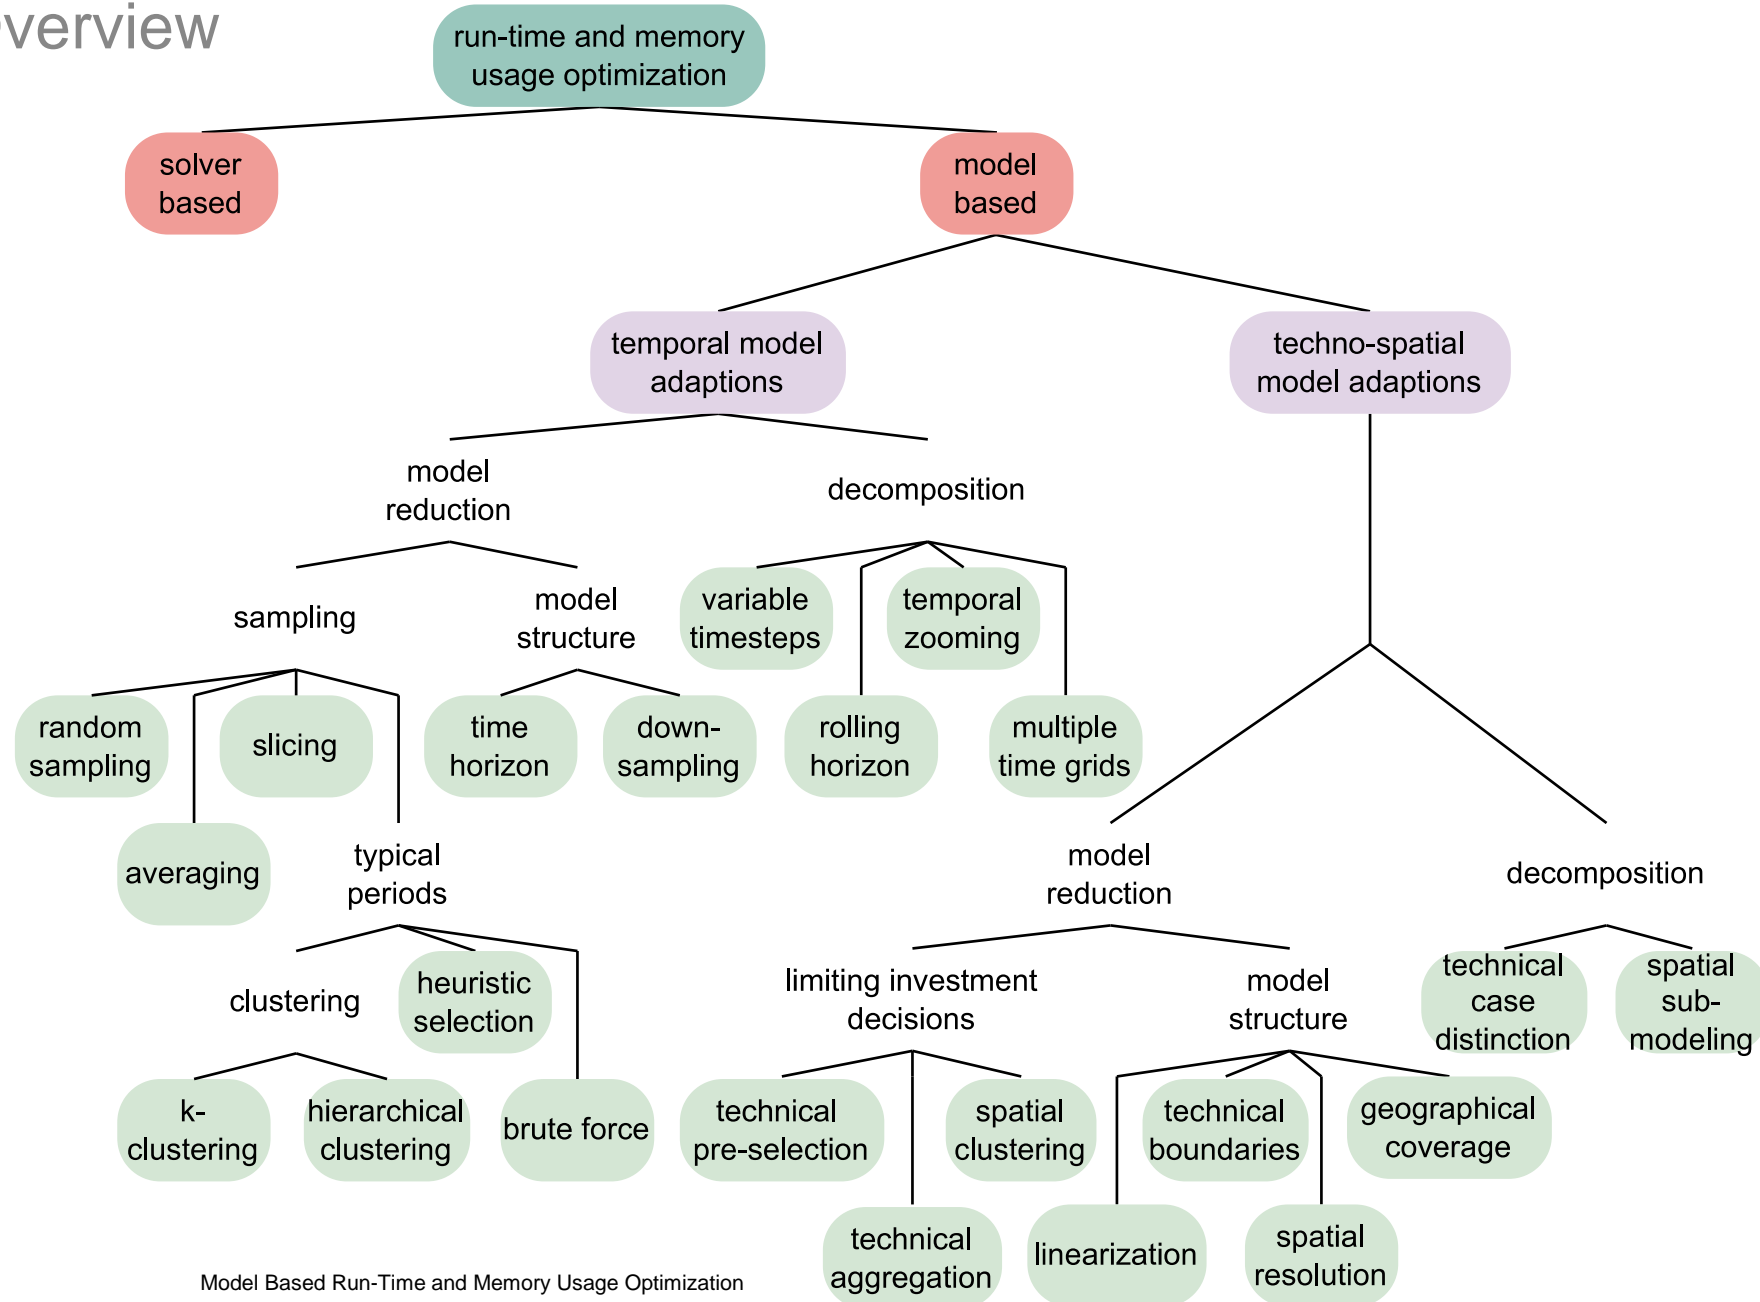 verview
run-time and memory
usage optimization
solver
based
model
based
temporal model
adaptions
techno-spatial
model adaptions
model
reduction
decomposition
sampling
model
structure
variable
timesteps
temporal
zooming
random
sampling
slicing
time
horizon
down-
sampling
rolling
horizon
multiple
time grids
averaging
typical
periods
model
reduction
decomposition
clustering
heuristic
selection
limiting investment
decisions
model
structure
technical
case
distinction
spatial
sub-
modeling
k-
clustering
hierarchical
clustering
brute force
technical
pre-selection
spatial
clustering
technical
boundaries
geographical
coverage
technical
aggregation
linearization
spatial
resolution
Model Based Run-Time and Memory Usage Optimization